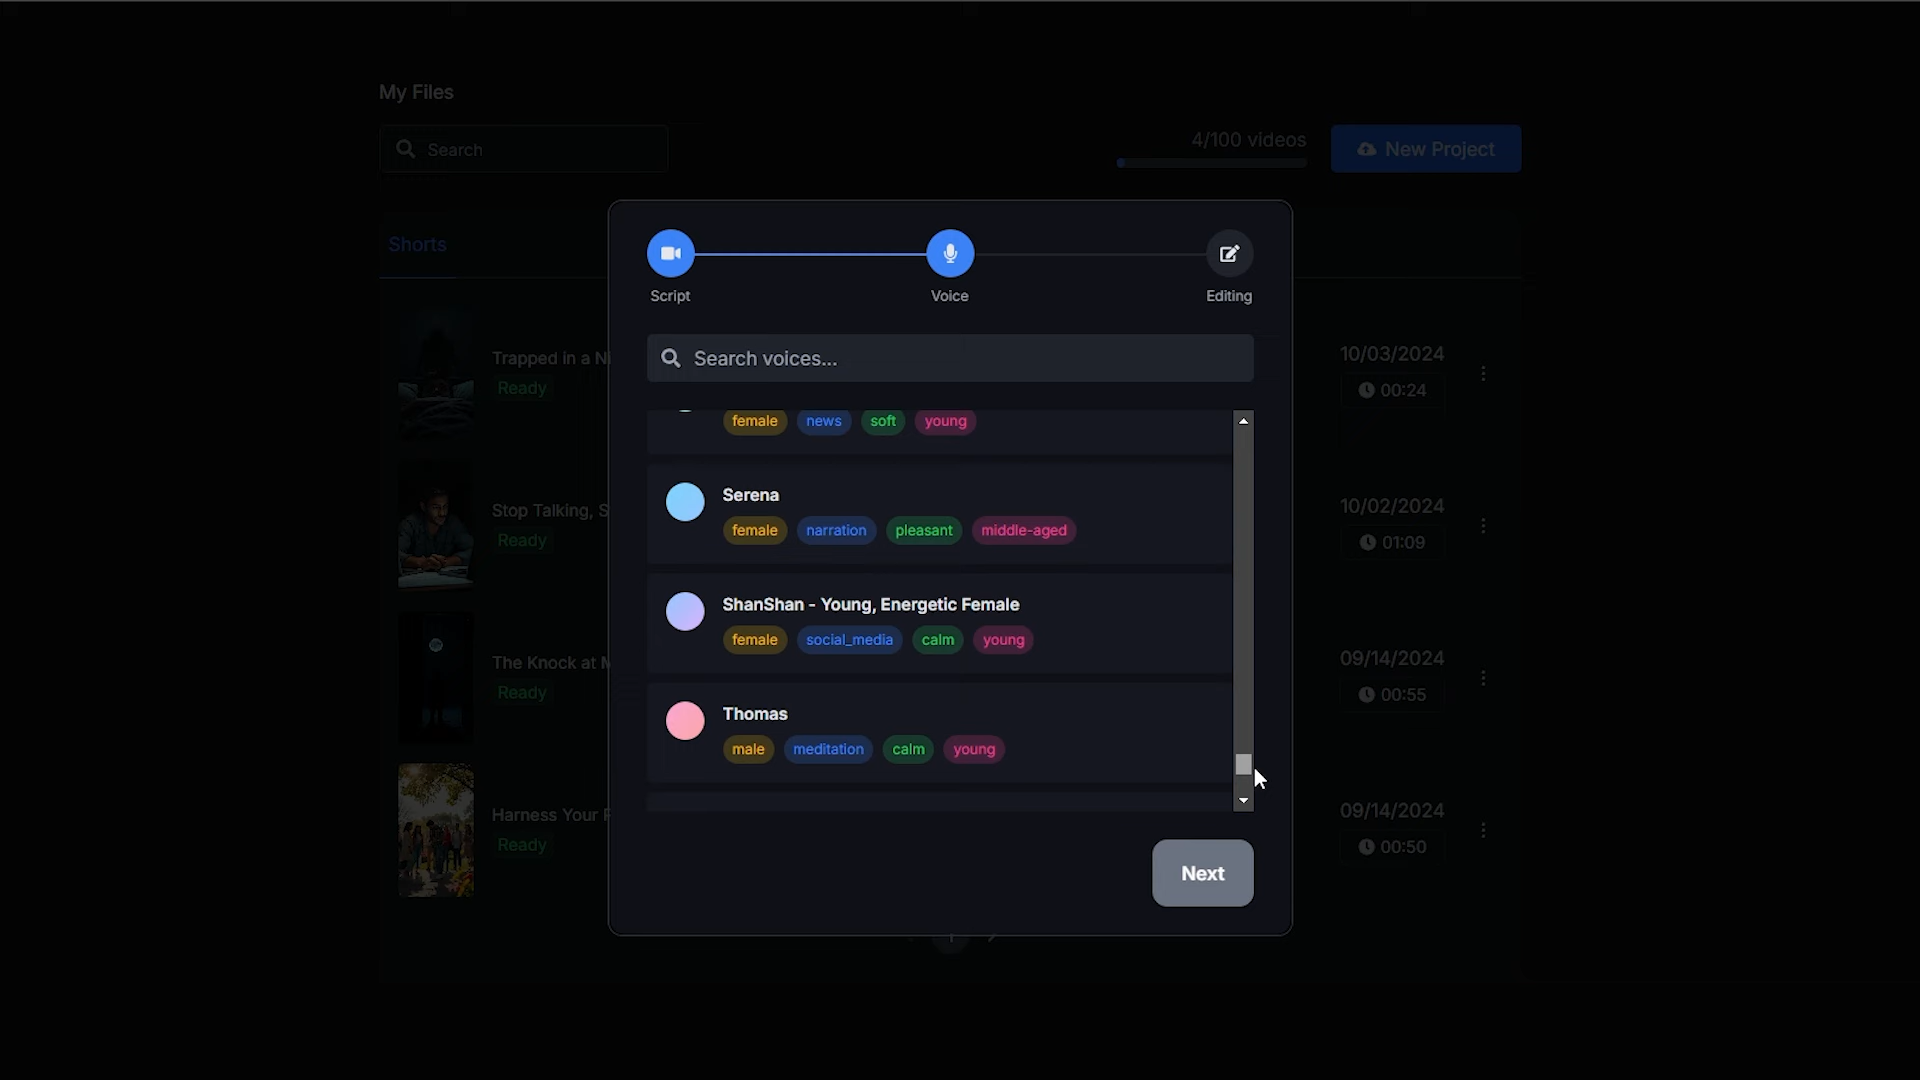 My Files
Search
4/100 videos
New Project
Shorts
Script
Voice
Editing
Search voices...
female news soft young
Serena
female narration pleasant middle-aged
ShanShan - Young, Energetic Female
female social_media calm young
Thomas
male meditation calm young
Next
Trapped in a Ni
Ready
10/03/2024
00:24
Stop Talking, S
Ready
10/02/2024
01:09
The Knock at M
Ready
09/14/2024
00:55
Harness Your P
Ready
09/14/2024
00:50